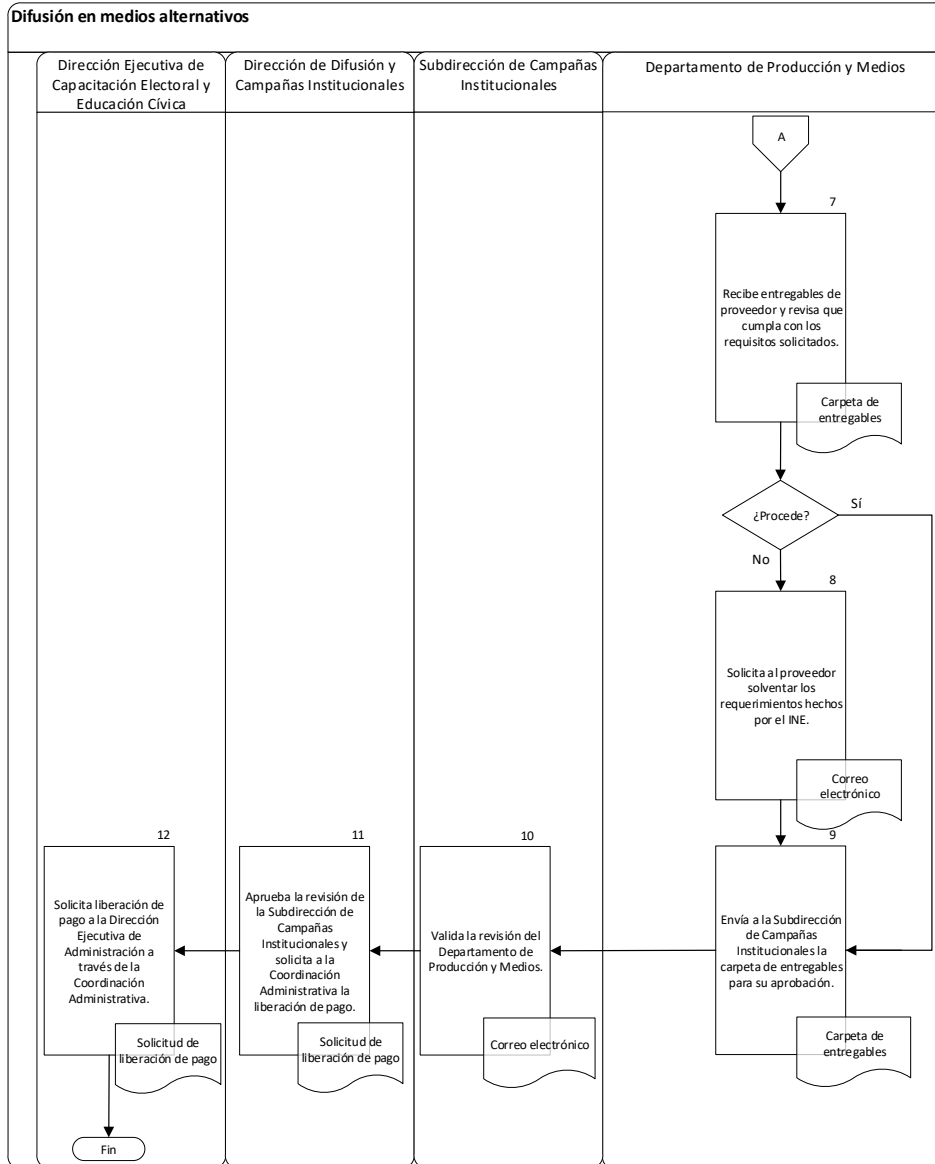 Difusión en medios alternativos
Dirección Ejecutiva de
Capacitación Electoral y
Educación Cívica
Dirección de Difusión y
Campañas Institucionales
Subdirección de Campañas
Institucionales
Departamento de Producción y Medios
A
7
Recibe entregables de
proveedor y revisa que
cumpla con los
requisitos solicitados.
Carpeta de
entregables
¿Procede?
Sí
No
8
Solicita al proveedor
solventar los
requerimientos hechos
por el INE.
Correo
electrónico
9
Envía a la Subdirección
de Campañas
Institucionales la
carpeta de entregables
para su aprobación.
Carpeta de
entregables
10
Valida la revisión del
Departamento de
Producción y Medios.
Correo electrónico
11
Aprueba la revisión de
la Subdirección de
Campañas
Institucionales y
solicita a la
Coordinación
Administrativa la
liberación de pago.
Solicitud de
liberación de pago
12
Solicita liberación de
pago a la Dirección
Ejecutiva de
Administración a
través de la
Coordinación
Administrativa.
Solicitud de
liberación de pago
Fin